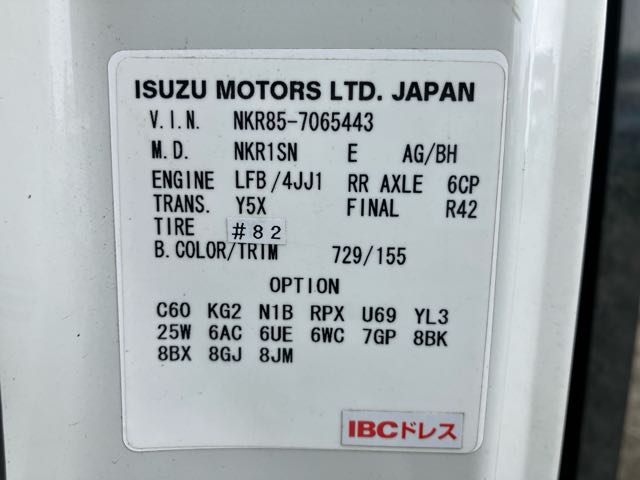 ISUZU MOTORS LTD. JAPAN
V.I.N. NKR85-7065443
M.D. NKR1SN E AG/BH
ENGINE LFB/4JJ1 RR AXLE 6CP
TRANS. Y5X FINAL R42
TIRE #82
B.COLOR/TRIM 729/155
OPTION
C60 KG2 N1B RPX U69 YL3
25W 6AC 6UE 6WC 7GP 8BK
8BX 8GJ 8JM
IBCドレス